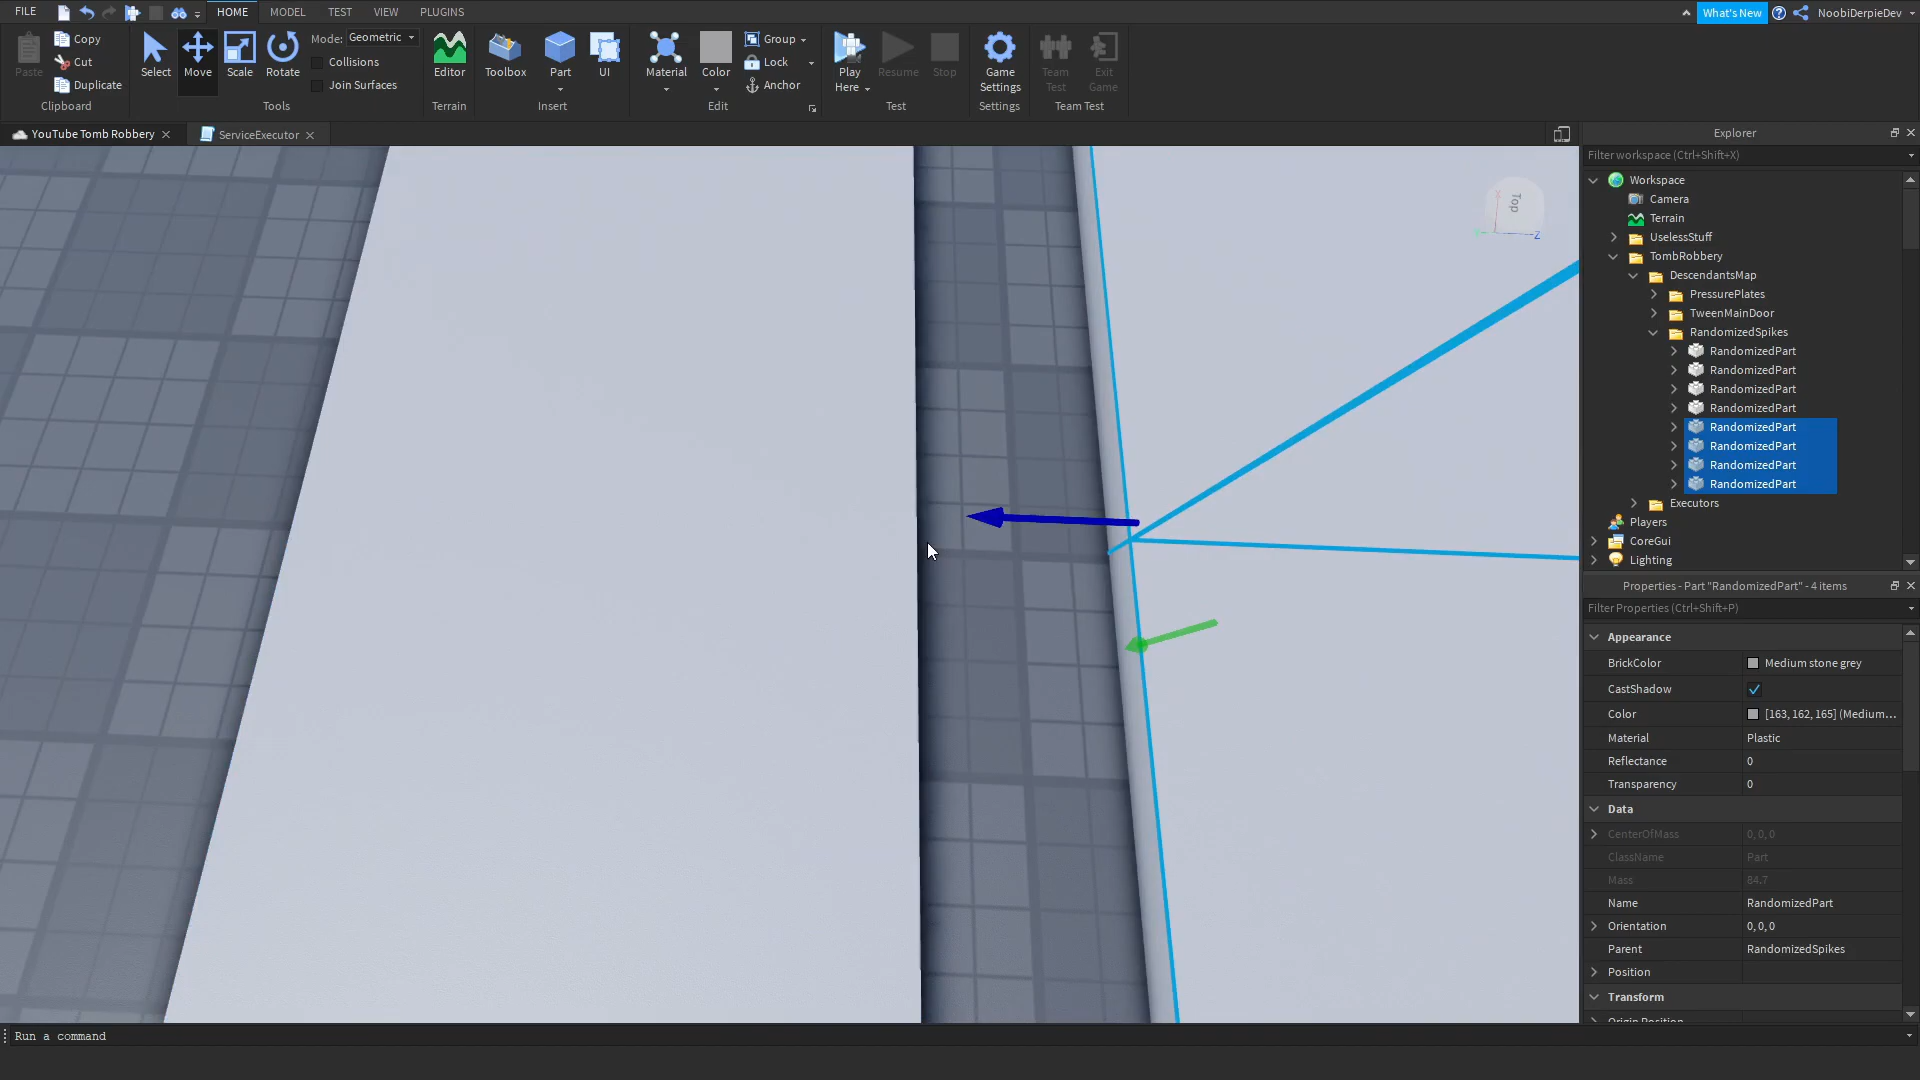 FILE HOME MODEL TEST VIEW PLUGINS What's New NoobiDerpieDev
Paste Copy Cut Duplicate Clipboard
Select Move Scale Rotate Mode: Geometric Collisions Join Surfaces Tools
Editor Terrain
Toolbox Part UI Insert
Material Color Group Lock Anchor Edit
Play Here Resume Stop Test
Game Settings Settings
Team Test Exit Game Team Test
YouTube Tomb Robbery ServiceExecutor
Top
X
Z
Explorer
Filter workspace (Ctrl+Shift+X)
Workspace
Camera
Terrain
UselessStuff
TombRobbery
DescendantsMap
PressurePlates
TweenMainDoor
RandomizedSpikes
RandomizedPart
RandomizedPart
RandomizedPart
RandomizedPart
RandomizedPart
RandomizedPart
RandomizedPart
RandomizedPart
Executors
Players
CoreGui
Lighting
Properties - Part "RandomizedPart" - 4 items
Filter Properties (Ctrl+Shift+P)
Appearance
BrickColor Medium stone grey
CastShadow
Color [163, 162, 165] (Medium...
Material Plastic
Reflectance 0
Transparency 0
Data
CenterOfMass 0, 0, 0
ClassName Part
Mass 84.7
Name RandomizedPart
Orientation 0, 0, 0
Parent RandomizedSpikes
Position
Transform
Origin Position
Run a command